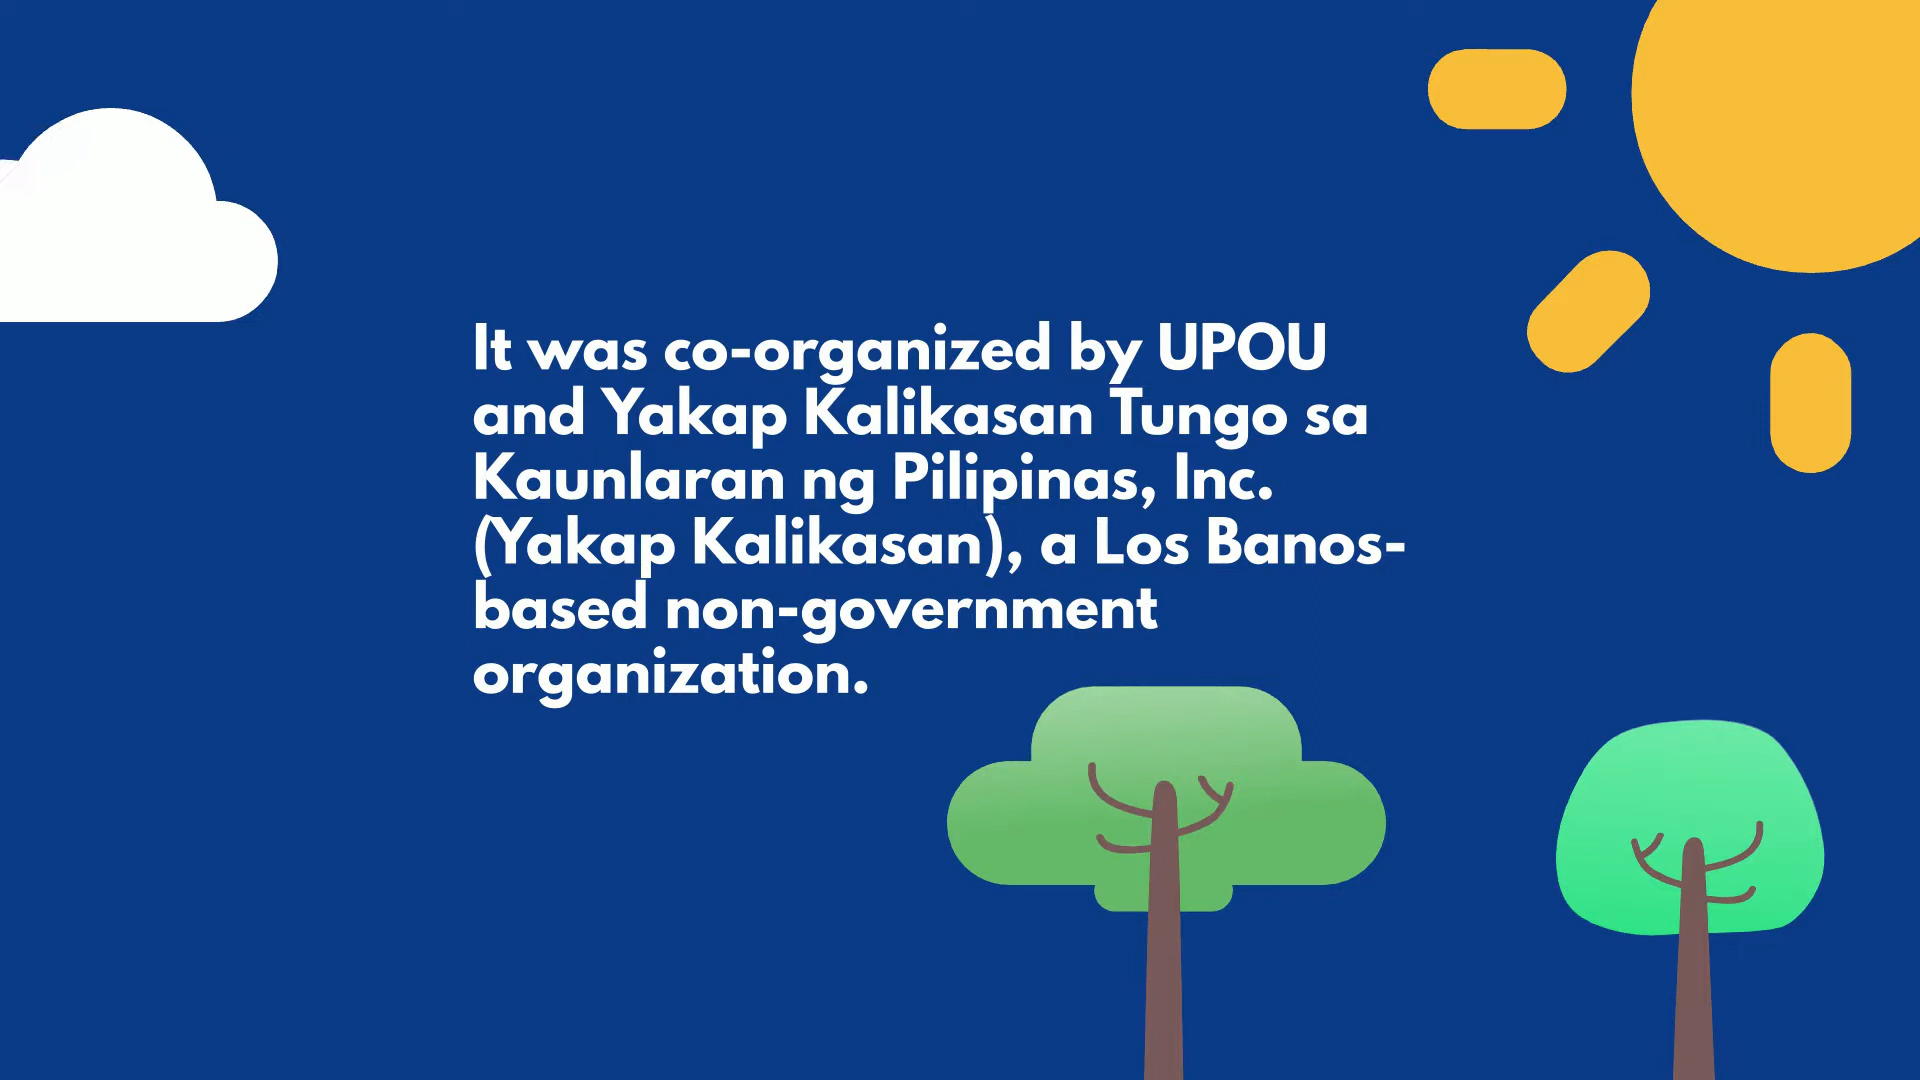 It was co-organized by UPOU
and Yakap Kalikasan Tungo sa
Kaunlaran ng Pilipinas, Inc.
(Yakap Kalikasan), a Los Banos-
based non-government
organization.